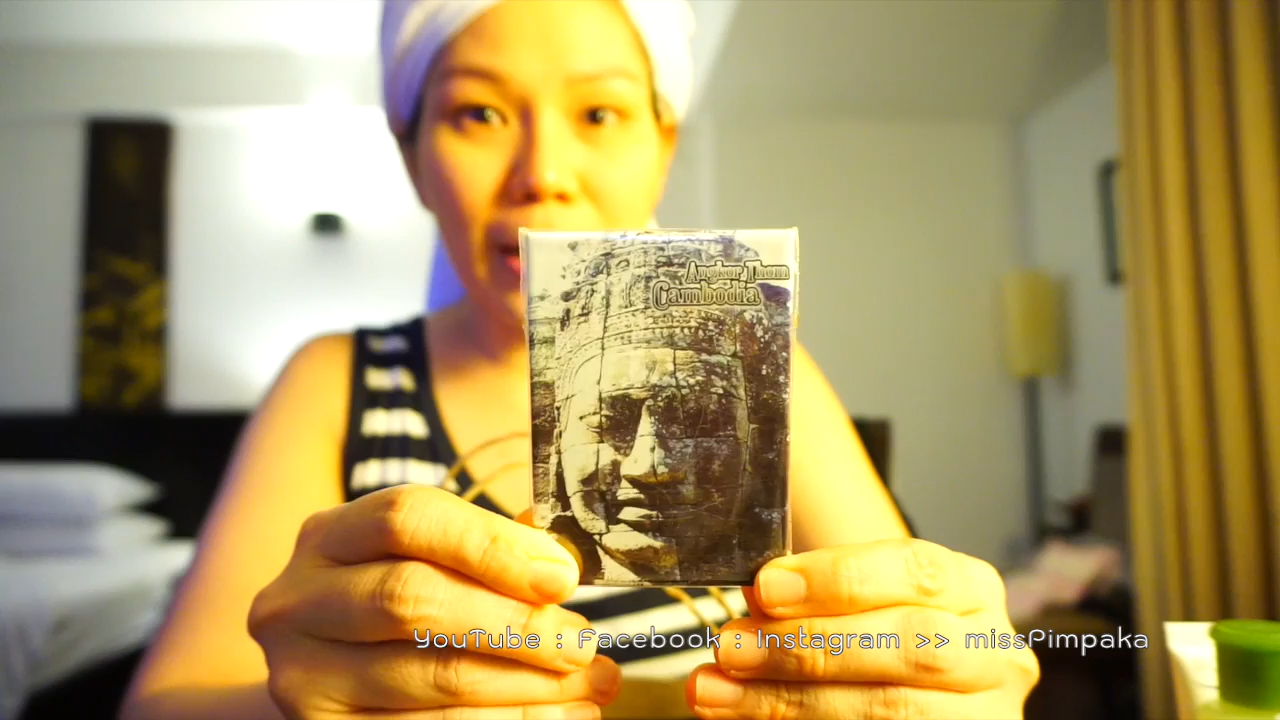 Angkor Thom
Cambodia
YouTube : Facebook : Instagram >> missPimpaka